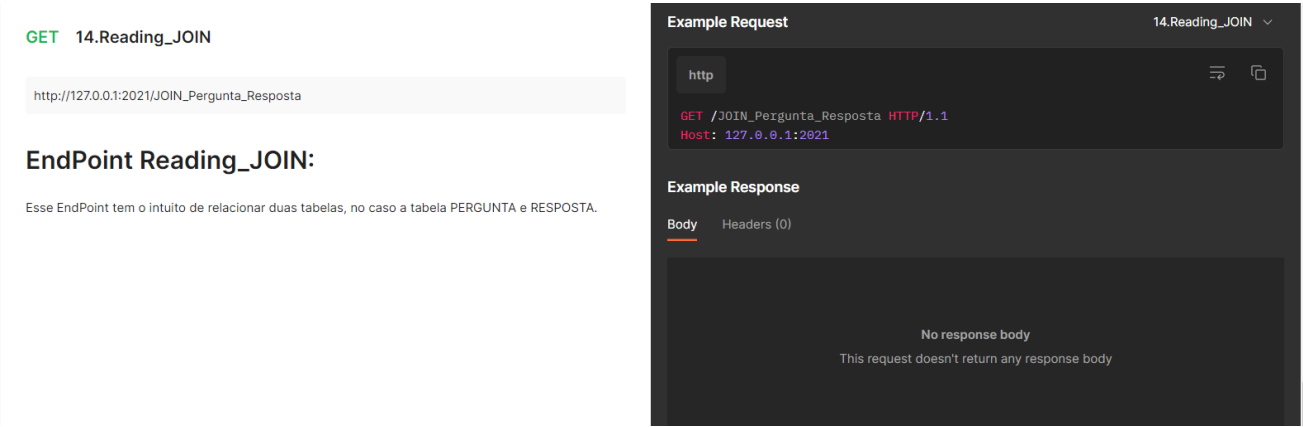 GET 14.Reading_JOIN
http://127.0.0.1:2021/JOIN_Pergunta_Resposta
EndPoint Reading_JOIN:
Esse EndPoint tem o intuito de relacionar duas tabelas, no caso a tabela PERGUNTA e RESPOSTA.
Example Request
14.Reading_JOIN
http
GET /JOIN_Pergunta_Resposta HTTP/1.1
Host: 127.0.0.1:2021
Example Response
Body Headers (0)
No response body
This request doesn't return any response body